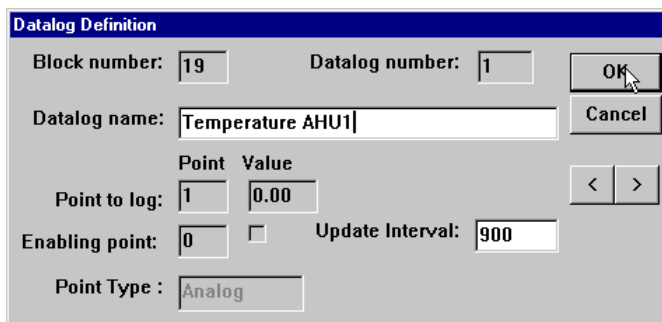 Datalog Definition
Block number: 19 Datalog number: 1 OK
Datalog name: Temperature AHU1 Cancel
Point Value
Point to log: 1 0.00 < >
Enabling point: 0 Update Interval: 900
Point Type : Analog